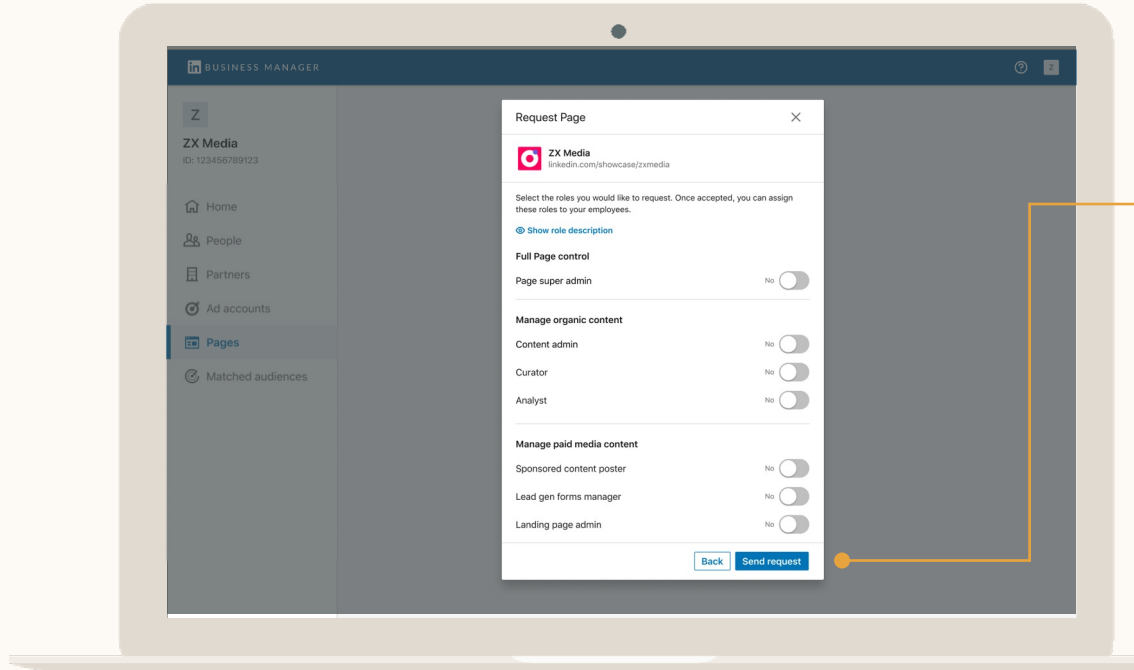 in BUSINESS MANAGER
? Z
Z
ZX Media
ID: 123456789123
Home
People
Partners
Ad accounts
Pages
Matched audiences
Request Page
ZX Media
linkedin.com/showcase/zxmedia
Select the roles you would like to request. Once accepted, you can assign
these roles to your employees.
Show role description
Full Page control
Page super admin No
Manage organic content
Content admin No
Curator No
Analyst No
Manage paid media content
Sponsored content poster No
Lead gen forms manager No
Landing page admin No
Back Send request